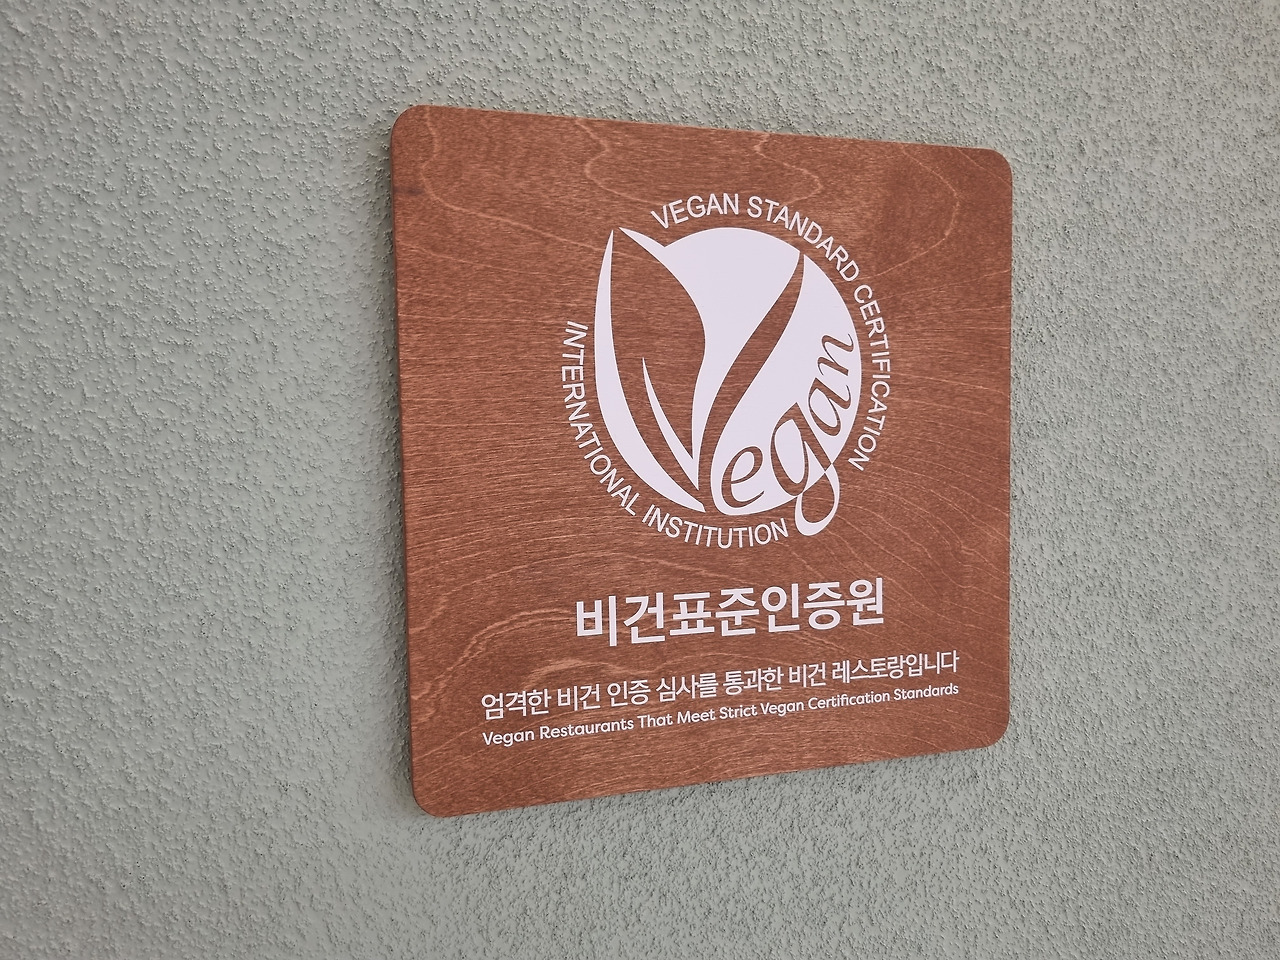 VEGAN STANDARD CERTIFICATION
INTERNATIONAL INSTITUTION
Vegan
비건표준인증원
엄격한 비건 인증 심사를 통과한 비건 레스토랑입니다
Vegan Restaurants That Meet Strict Vegan Certification Standards